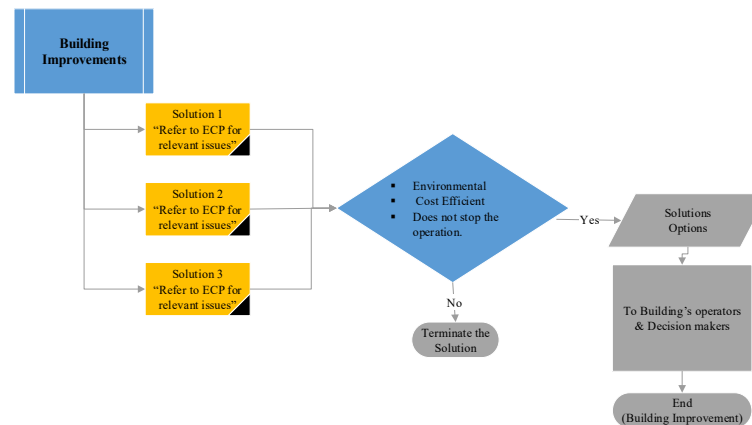 Building
Improvements
Solution 1
“Refer to ECP for
relevant issues”
Solution 2
“Refer to ECP for
relevant issues”
Solution 3
“Refer to ECP for
relevant issues”
▪ Environmental
▪ Cost Efficient
▪ Does not stop the
operation.
Yes
No
Terminate the
Solution
Solutions
Options
To Building’s operators
& Decision makers
End
(Building Improvement)